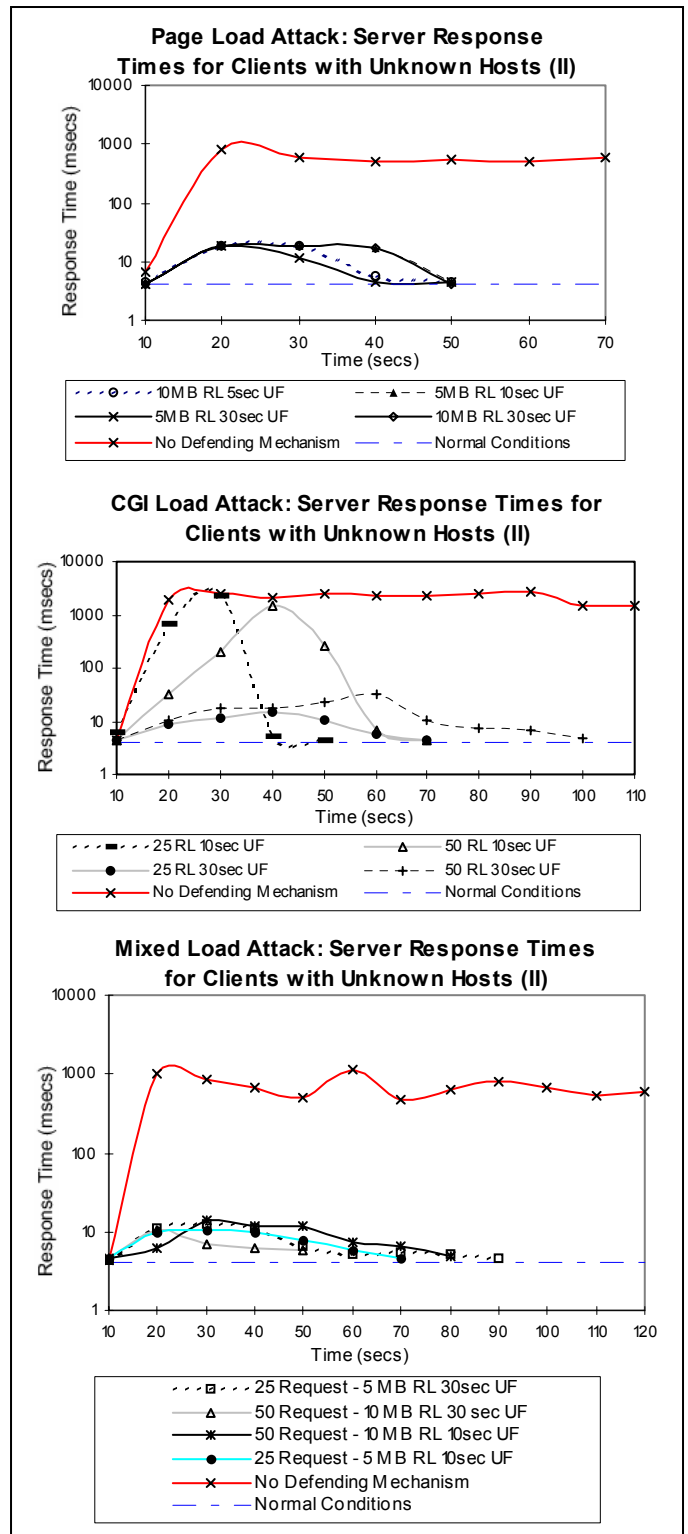 Page Load Attack: Server Response
Times for Clients with Unknown Hosts (II)
Response Time (msecs)
10000
1000
100
10
1
10 20 30 40 50 60 70
Time (secs)
10MB RL 5sec UF
5MB RL 10sec UF
5MB RL 30sec UF
10MB RL 30sec UF
No Defending Mechanism
Normal Conditions
CGI Load Attack: Server Response Times for
Clients with Unknown Hosts (II)
Response Time (msecs)
10000
1000
100
10
1
10 20 30 40 50 60 70 80 90 100 110
Time (secs)
25 RL 10sec UF
50 RL 10sec UF
25 RL 30sec UF
50 RL 30sec UF
No Defending Mechanism
Normal Conditions
Mixed Load Attack: Server Response Times
for Clients with Unknown Hosts (II)
Response Time (msecs)
10000
1000
100
10
1
10 20 30 40 50 60 70 80 90 100 110 120
Time (secs)
25 Request - 5 MB RL 30sec UF
50 Request - 10 MB RL 30 sec UF
50 Request - 10 MB RL 10sec UF
25 Request - 5 MB RL 10sec UF
No Defending Mechanism
Normal Conditions